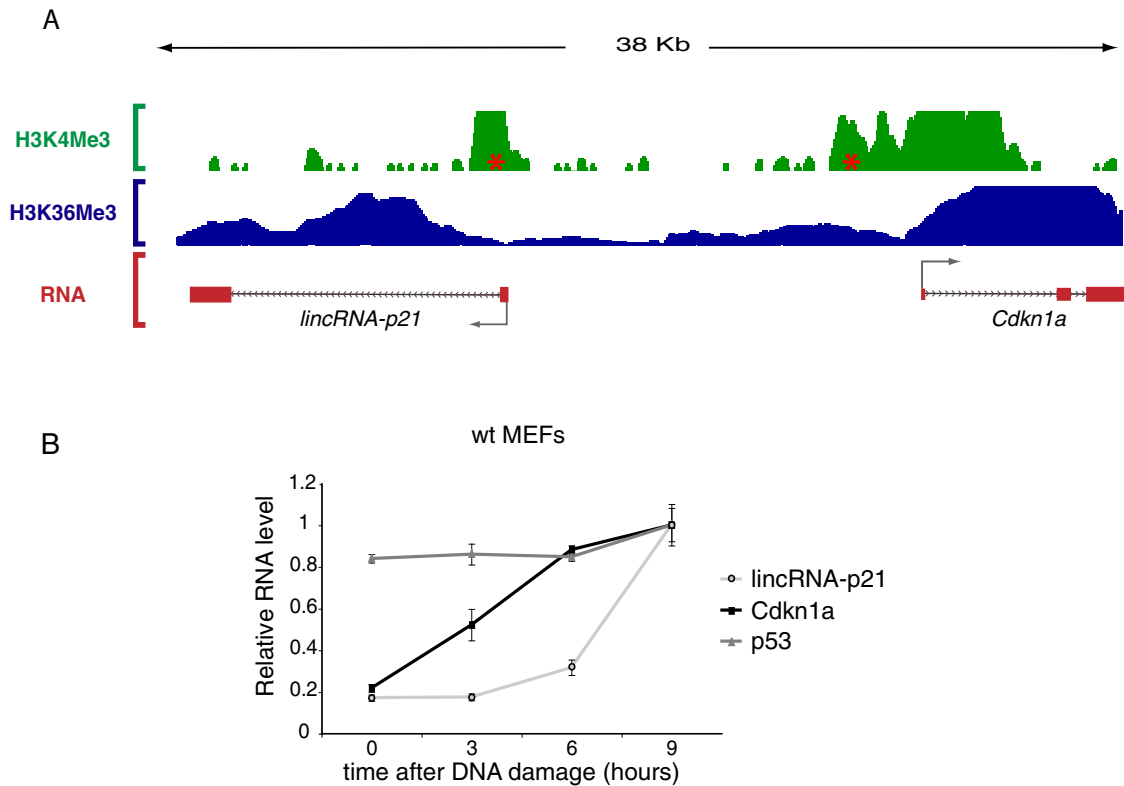 A
38 Kb
H3K4Me3
*
*
H3K36Me3
RNA
lincRNA-p21
Cdkn1a
B
wt MEFs
Relative RNA level
1.2
1
0.8
0.6
0.4
0.2
0
0 3 6 9
time after DNA damage (hours)
lincRNA-p21
Cdkn1a
p53